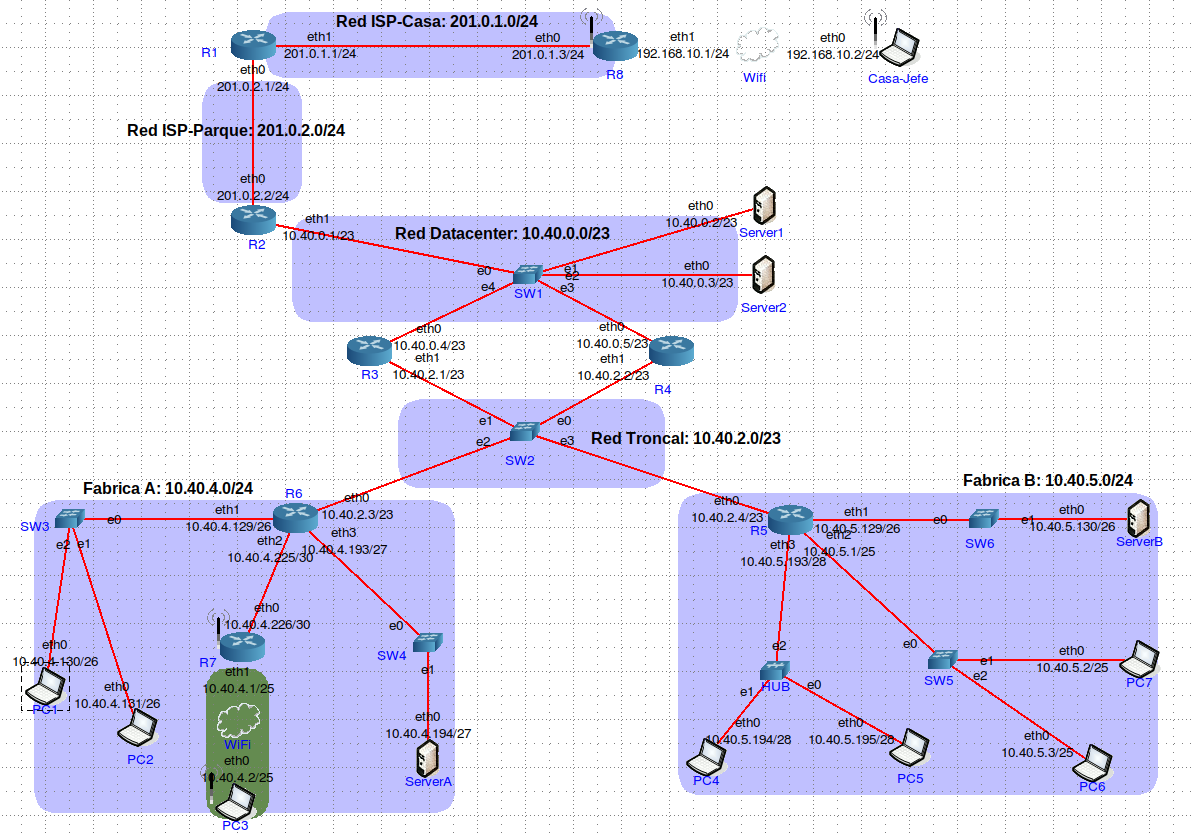 Red ISP-Casa: 201.0.1.0/24
R1
eth1
201.0.1.1/24
eth0
201.0.1.3/24
R8
eth1
192.168.10.1/24
Wifi
eth0
192.168.10.2/24
Casa-Jefe
eth0
201.0.2.1/24
Red ISP-Parque: 201.0.2.0/24
eth0
201.0.2.2/24
R2
eth1
10.40.0.1/23
Red Datacenter: 10.40.0.0/23
eth0
10.40.0.2/23
Server1
e0
e1
e2
eth0
10.40.0.3/23
Server2
e4
SW1
e3
eth0
10.40.0.4/23
R3
eth1
10.40.2.1/23
eth0
10.40.0.5/23
eth1
10.40.2.2/23
R4
e1
e0
e2
e3
SW2
Red Troncal: 10.40.2.0/23
Fabrica A: 10.40.4.0/24
R6
eth0
10.40.2.3/23
SW3
e0
eth1
10.40.4.129/26
e2
e1
eth2
10.40.4.225/30
eth3
10.40.4.193/27
eth0
10.40.4.226/30
R7
eth1
10.40.4.1/25
WiFi
eth0
10.40.4.2/25
PC3
eth0
10.40.4.130/26
PC1
eth0
10.40.4.131/26
PC2
e0
SW4
e1
eth0
10.40.4.194/27
ServerA
Fabrica B: 10.40.5.0/24
eth0
10.40.2.4/23
R5
eth1
10.40.5.129/26
eth2
10.40.5.1/25
eth3
10.40.5.193/28
e0
SW6
e1
eth0
10.40.5.130/26
ServerB
e2
HUB
e1
e0
eth0
10.40.5.194/28
PC4
eth0
10.40.5.195/28
PC5
e0
SW5
e1
e2
eth0
10.40.5.2/25
PC7
eth0
10.40.5.3/25
PC6